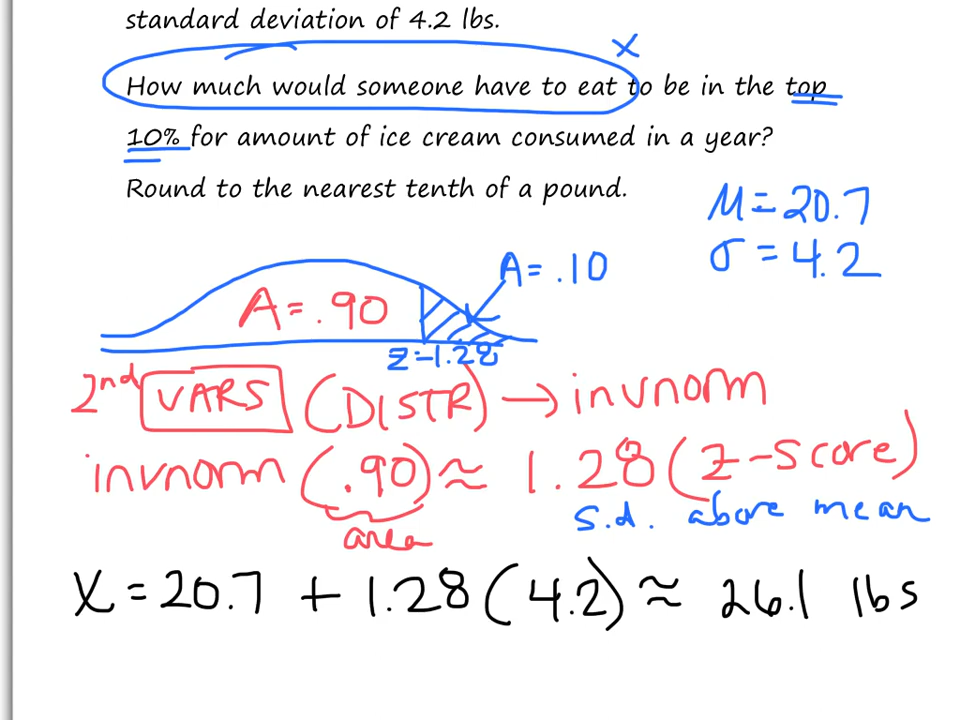 standard deviation of 4.2 lbs.
x
How much would someone have to eat to be in the top
10% for amount of ice cream consumed in a year?
Round to the nearest tenth of a pound.
M = 20.7
σ = 4.2
A = .10
A = .90
z=1.28
2nd VARS (DISTR) → invnorm
invnorm (.90) ≈ 1.28 (z-score)
s.d. above mean
area
X = 20.7 + 1.28 (4.2) ≈ 26.1 lbs